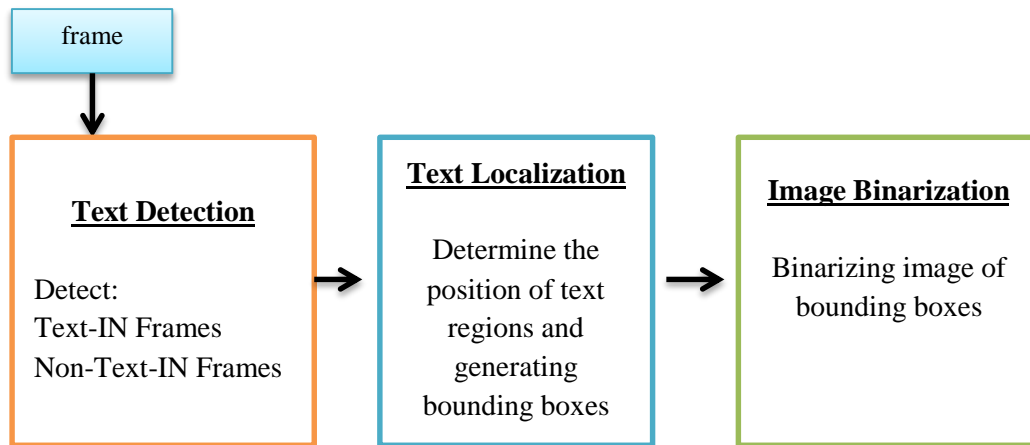 frame
Text Detection
Detect:
Text-IN Frames
Non-Text-IN Frames
Text Localization
Determine the
position of text
regions and
generating
bounding boxes
Image Binarization
Binarizing image of
bounding boxes